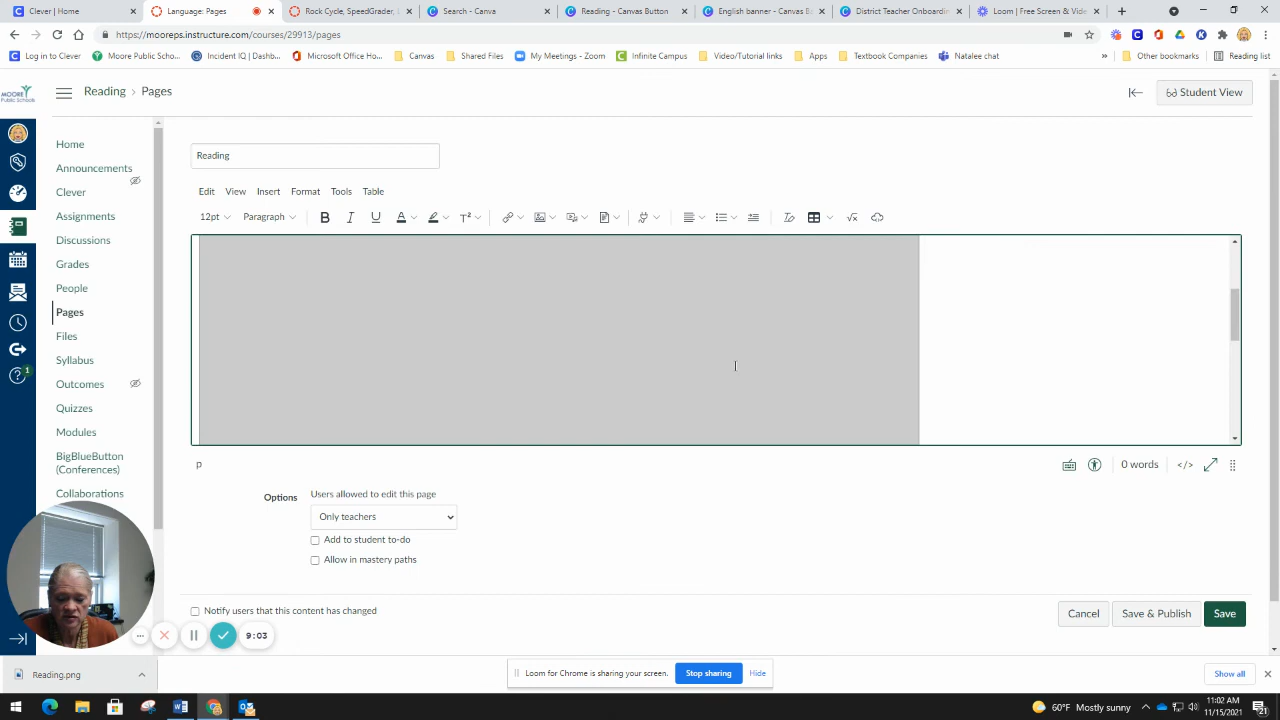 Clever | Home
Language: Pages
Rock Cycle, SpeedGrader,
Search - Canva
Reading - Canvas Button
English banner - Canvas Ba
District Teacher Onboardin
Loom | Free Screen & Vide
https://mooreps.instructure.com/courses/29913/pages
Log in to Clever
Moore Public Scho...
Incident IQ | Dashb...
Microsoft Office Ho...
Canvas
Shared Files
My Meetings - Zoom
Infinite Campus
Video/Tutorial links
Apps
Textbook Companies
Natalee chat
»
Other bookmarks
Reading list
MOORE
Public Schools
Reading › Pages
Student View
Home
Announcements
Clever
Assignments
Discussions
Grades
People
Pages
Files
Syllabus
Outcomes
Quizzes
Modules
BigBlueButton
(Conferences)
Collaborations
1
Reading
Edit View Insert Format Tools Table
12pt Paragraph B I U A T²
p
0 words </>
Options
Users allowed to edit this page
Only teachers
Add to student to-do
Allow in mastery paths
Notify users that this content has changed
Cancel Save & Publish Save
9:03
Reading.png
Loom for Chrome is sharing your screen. Stop sharing Hide
Show all
60°F Mostly sunny
11:02 AM
11/15/2021
21